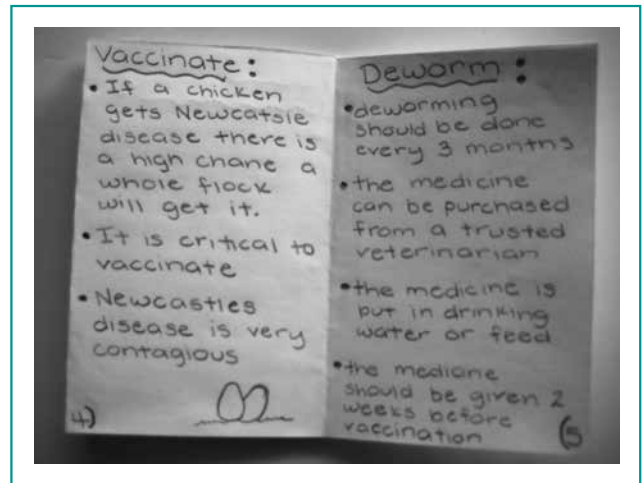 Vaccinate:
• If a chicken
gets Newcatsle
disease there is
a high chane a
whole flock
will get it.
• It is critical to
vaccinate
• Newcastles
disease is very
contagious
4)
Deworm:
• deworming
should be done
every 3 months
• the medicine
can be purchased
from a trusted
veterinarian
• the medicine is
put in drinking
water or feed
• the medicine
should be given 2
weeks before
vaccination
(5